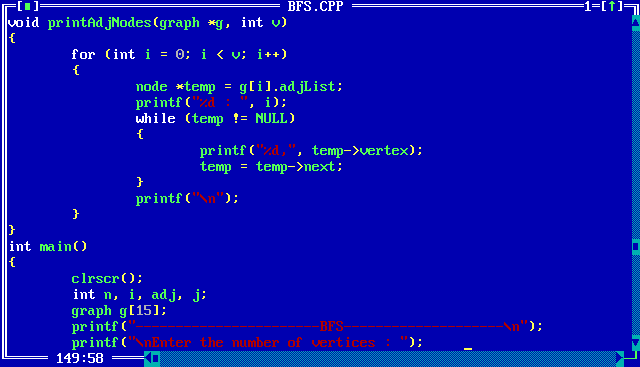 [■] BFS.CPP 1=[↑]
void printAdjNodes(graph *g, int v)
{
for (int i = 0; i < v; i++)
{
node *temp = g[i].adjList;
printf("%d : ", i);
while (temp != NULL)
{
printf("%d,", temp->vertex);
temp = temp->next;
}
printf("\n");
}
}
int main()
{
clrscr();
int n, i, adj, j;
graph g[15];
printf("-----------------------BFS--------------------\n");
printf("\nEnter the number of vertices : ");
149:58